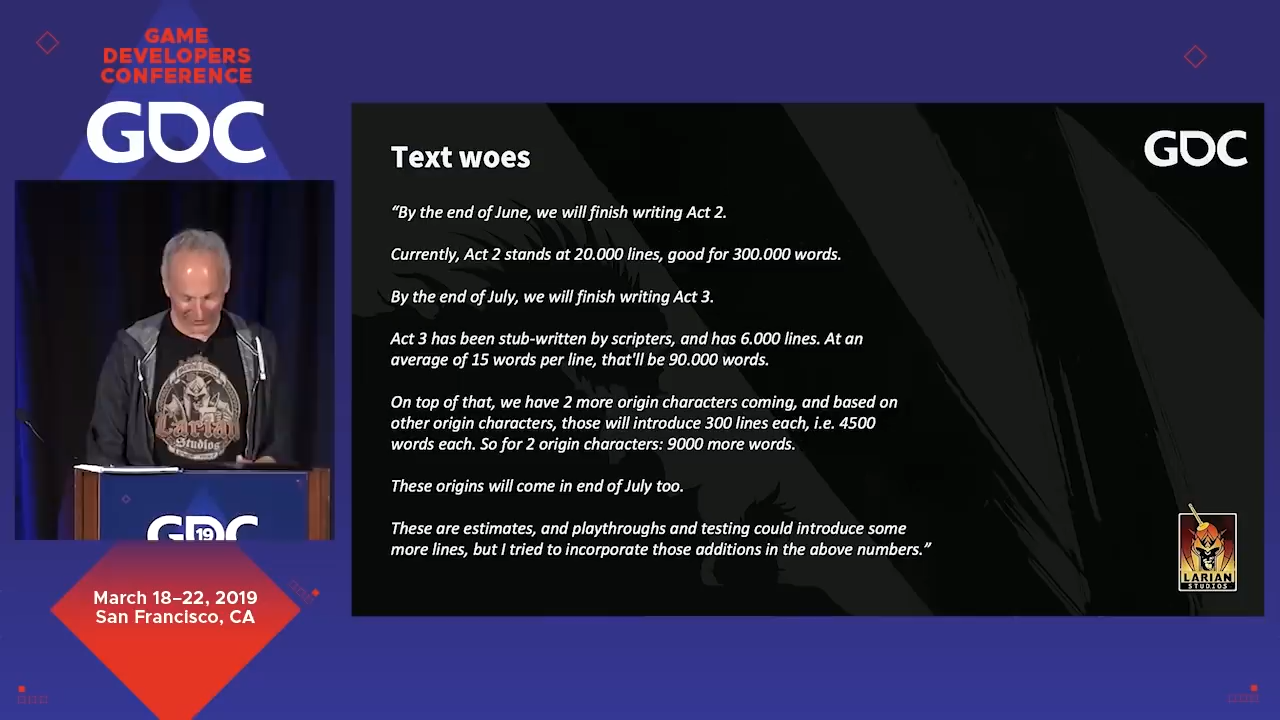 GAME
DEVELOPERS
CONFERENCE
GDC
Text woes
GDC
“By the end of June, we will finish writing Act 2.
Currently, Act 2 stands at 20.000 lines, good for 300.000 words.
By the end of July, we will finish writing Act 3.
Act 3 has been stub-written by scripters, and has 6.000 lines. At an
average of 15 words per line, that'll be 90.000 words.
On top of that, we have 2 more origin characters coming, and based on
other origin characters, those will introduce 300 lines each, i.e. 4500
words each. So for 2 origin characters: 9000 more words.
These origins will come in end of July too.
These are estimates, and playthroughs and testing could introduce some
more lines, but I tried to incorporate those additions in the above numbers.”
Larian
Studios
GDC
19
LARIAN
STUDIOS
March 18–22, 2019
San Francisco, CA